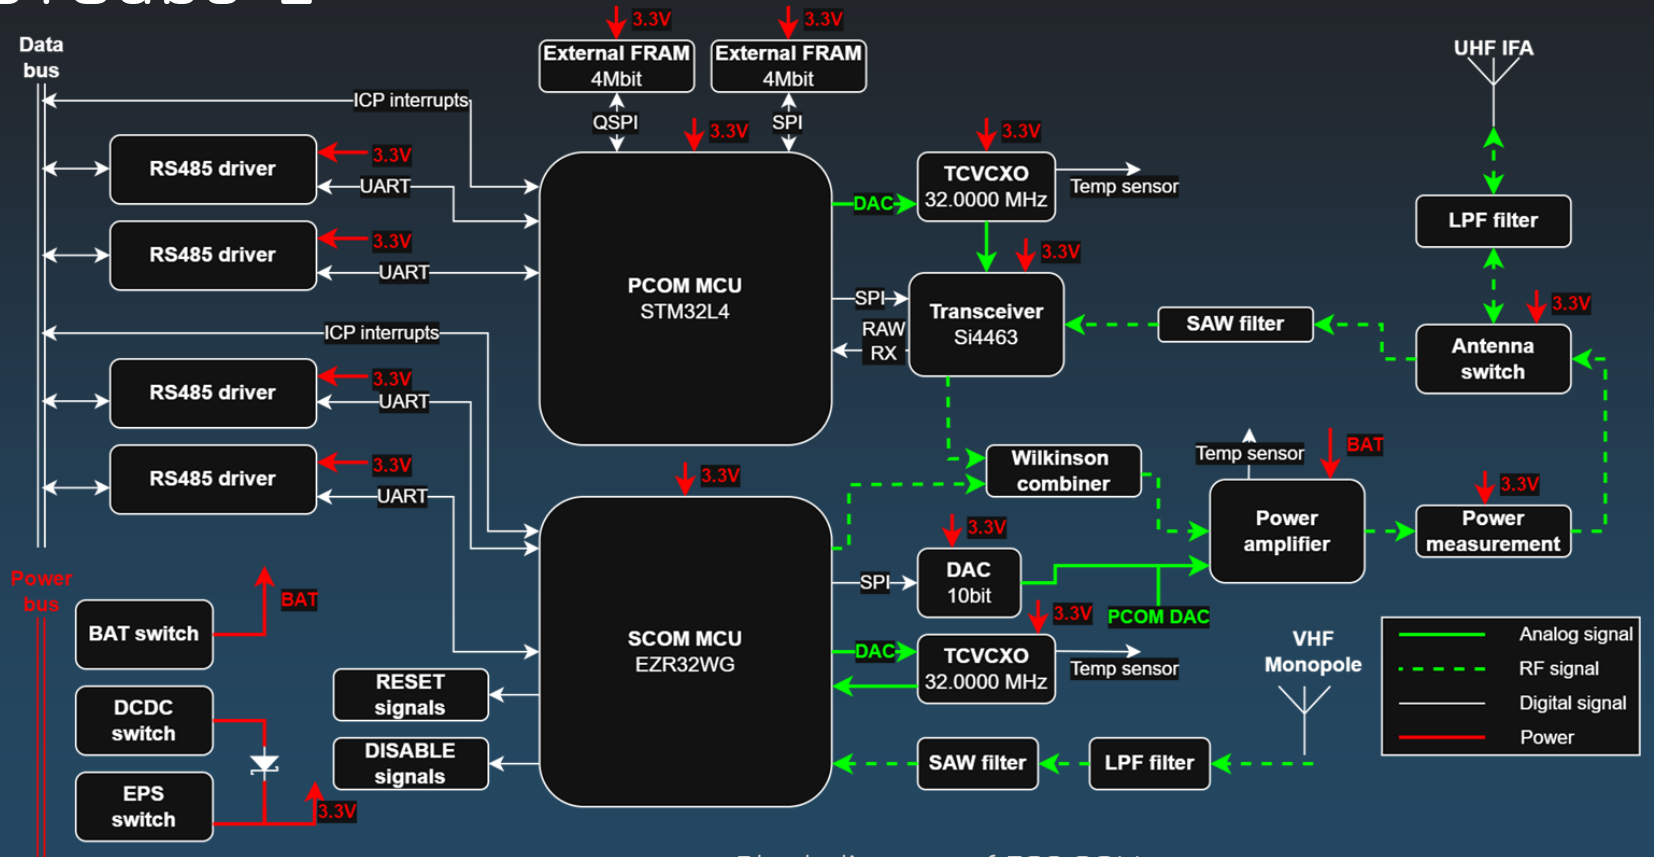 Data
bus
ICP interrupts
RS485 driver
3.3V
UART
RS485 driver
3.3V
UART
ICP interrupts
RS485 driver
3.3V
UART
RS485 driver
3.3V
UART
Power
bus
BAT switch
BAT
DCDC
switch
EPS
switch
3.3V
RESET
signals
DISABLE
signals
3.3V
External FRAM
4Mbit
QSPI
3.3V
External FRAM
4Mbit
SPI
3.3V
PCOM MCU
STM32L4
3.3V
SCOM MCU
EZR32WG
DAC
3.3V
TCVCXO
32.0000 MHz
Temp sensor
SPI
RAW
RX
3.3V
Transceiver
Si4463
SAW filter
UHF IFA
LPF filter
3.3V
Antenna
switch
Wilkinson
combiner
Temp sensor
BAT
Power
amplifier
3.3V
Power
measurement
SPI
3.3V
DAC
10bit
PCOM DAC
DAC
3.3V
TCVCXO
32.0000 MHz
Temp sensor
SAW filter
LPF filter
VHF
Monopole
Analog signal
RF signal
Digital signal
Power